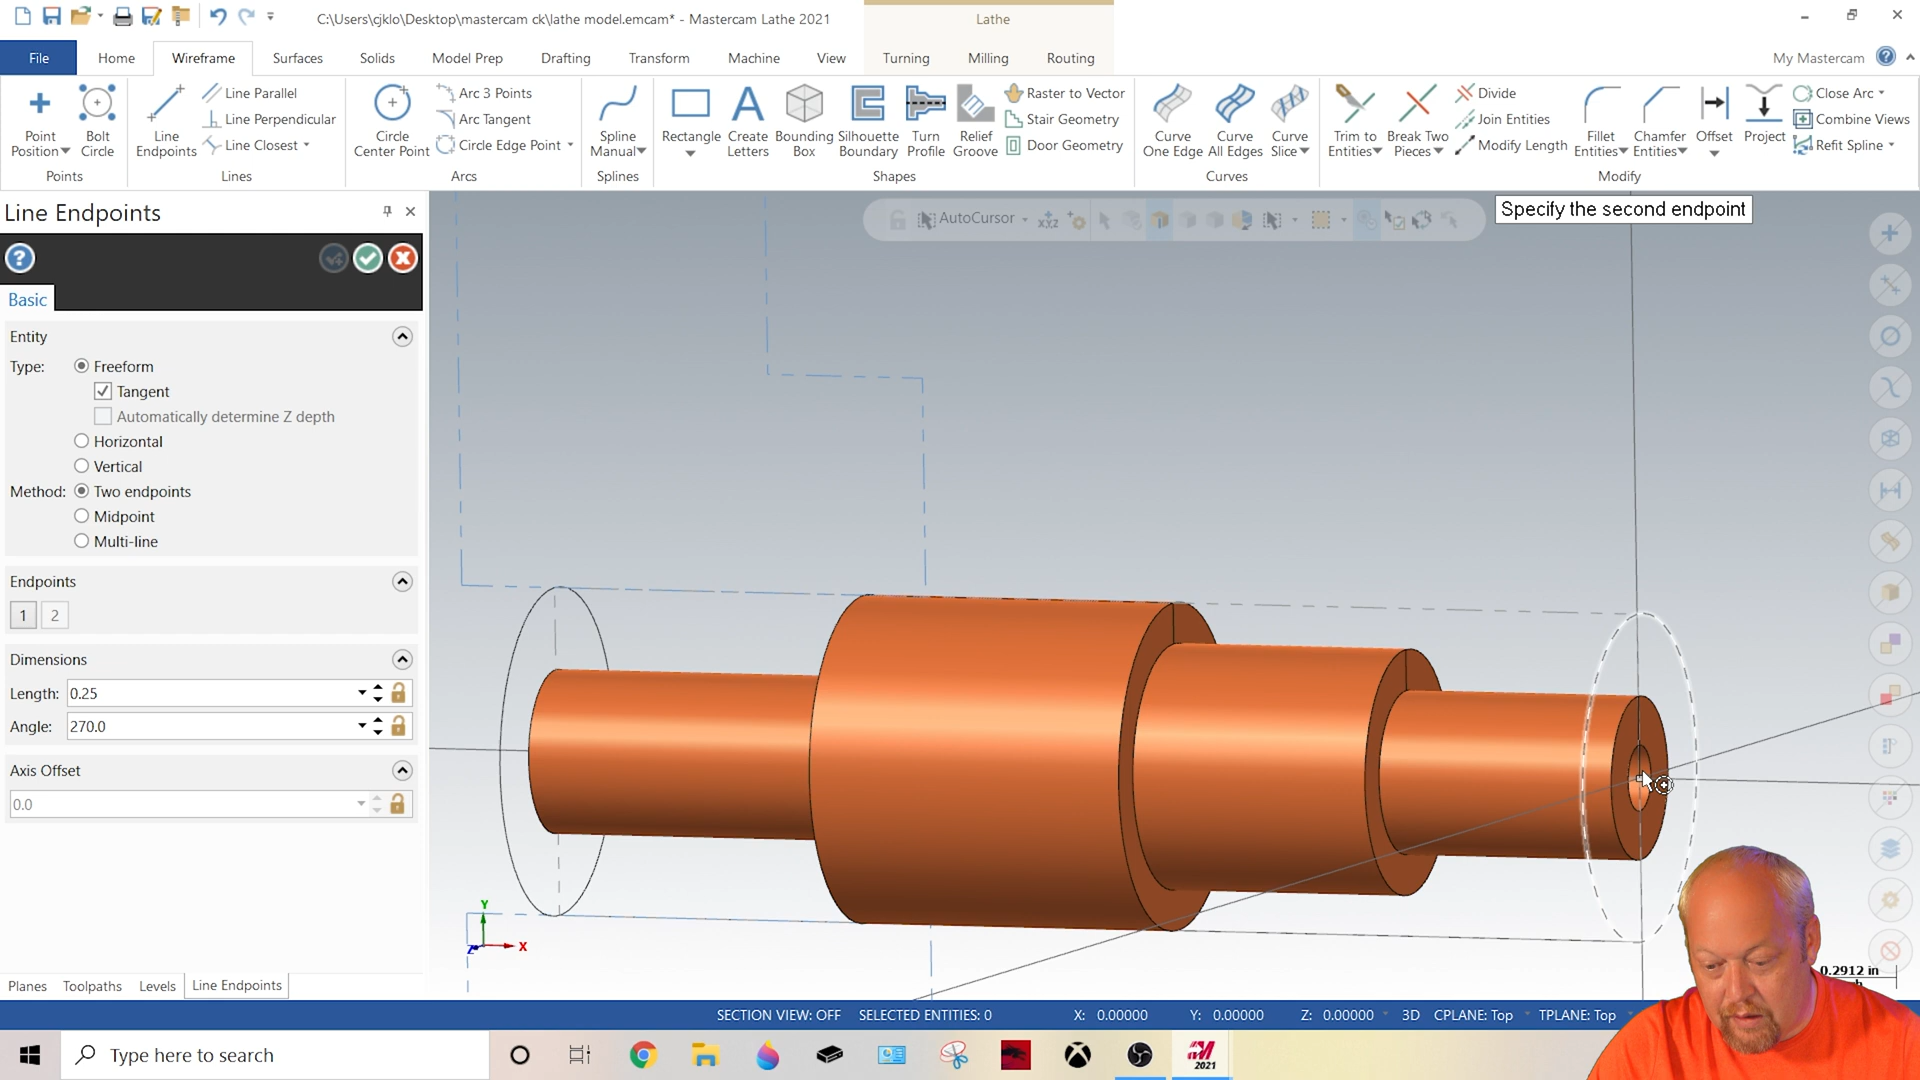 C:\Users\cjklo\Desktop\mastercam ck\lathe model.emcam* - Mastercam Lathe 2021
Lathe
File
Home
Wireframe
Surfaces
Solids
Model Prep
Drafting
Transform
Machine
View
Turning
Milling
Routing
My Mastercam
Point
Position
Bolt
Circle
Points
Line
Endpoints
Line Parallel
Line Perpendicular
Line Closest
Lines
Circle
Center Point
Arc 3 Points
Arc Tangent
Circle Edge Point
Arcs
Spline
Manual
Splines
Rectangle
Create
Letters
Bounding
Box
Silhouette
Boundary
Turn
Profile
Relief
Groove
Raster to Vector
Stair Geometry
Door Geometry
Shapes
Curve
One Edge
Curve
All Edges
Curve
Slice
Curves
Trim to
Entities
Break Two
Pieces
Divide
Join Entities
Modify Length
Fillet
Entities
Chamfer
Entities
Offset
Project
Close Arc
Combine Views
Refit Spline
Modify
Line Endpoints
Basic
Entity
Type:
Freeform
Tangent
Automatically determine Z depth
Horizontal
Vertical
Method:
Two endpoints
Midpoint
Multi-line
Endpoints
1
2
Dimensions
Length:
0.25
Angle:
270.0
Axis Offset
0.0
Planes
Toolpaths
Levels
Line Endpoints
AutoCursor
Specify the second endpoint
Y
X
Z
0.2912 in
SECTION VIEW: OFF
SELECTED ENTITIES: 0
X: 0.00000
Y: 0.00000
Z: 0.00000
3D
CPLANE: Top
TPLANE: Top
Type here to search
2021